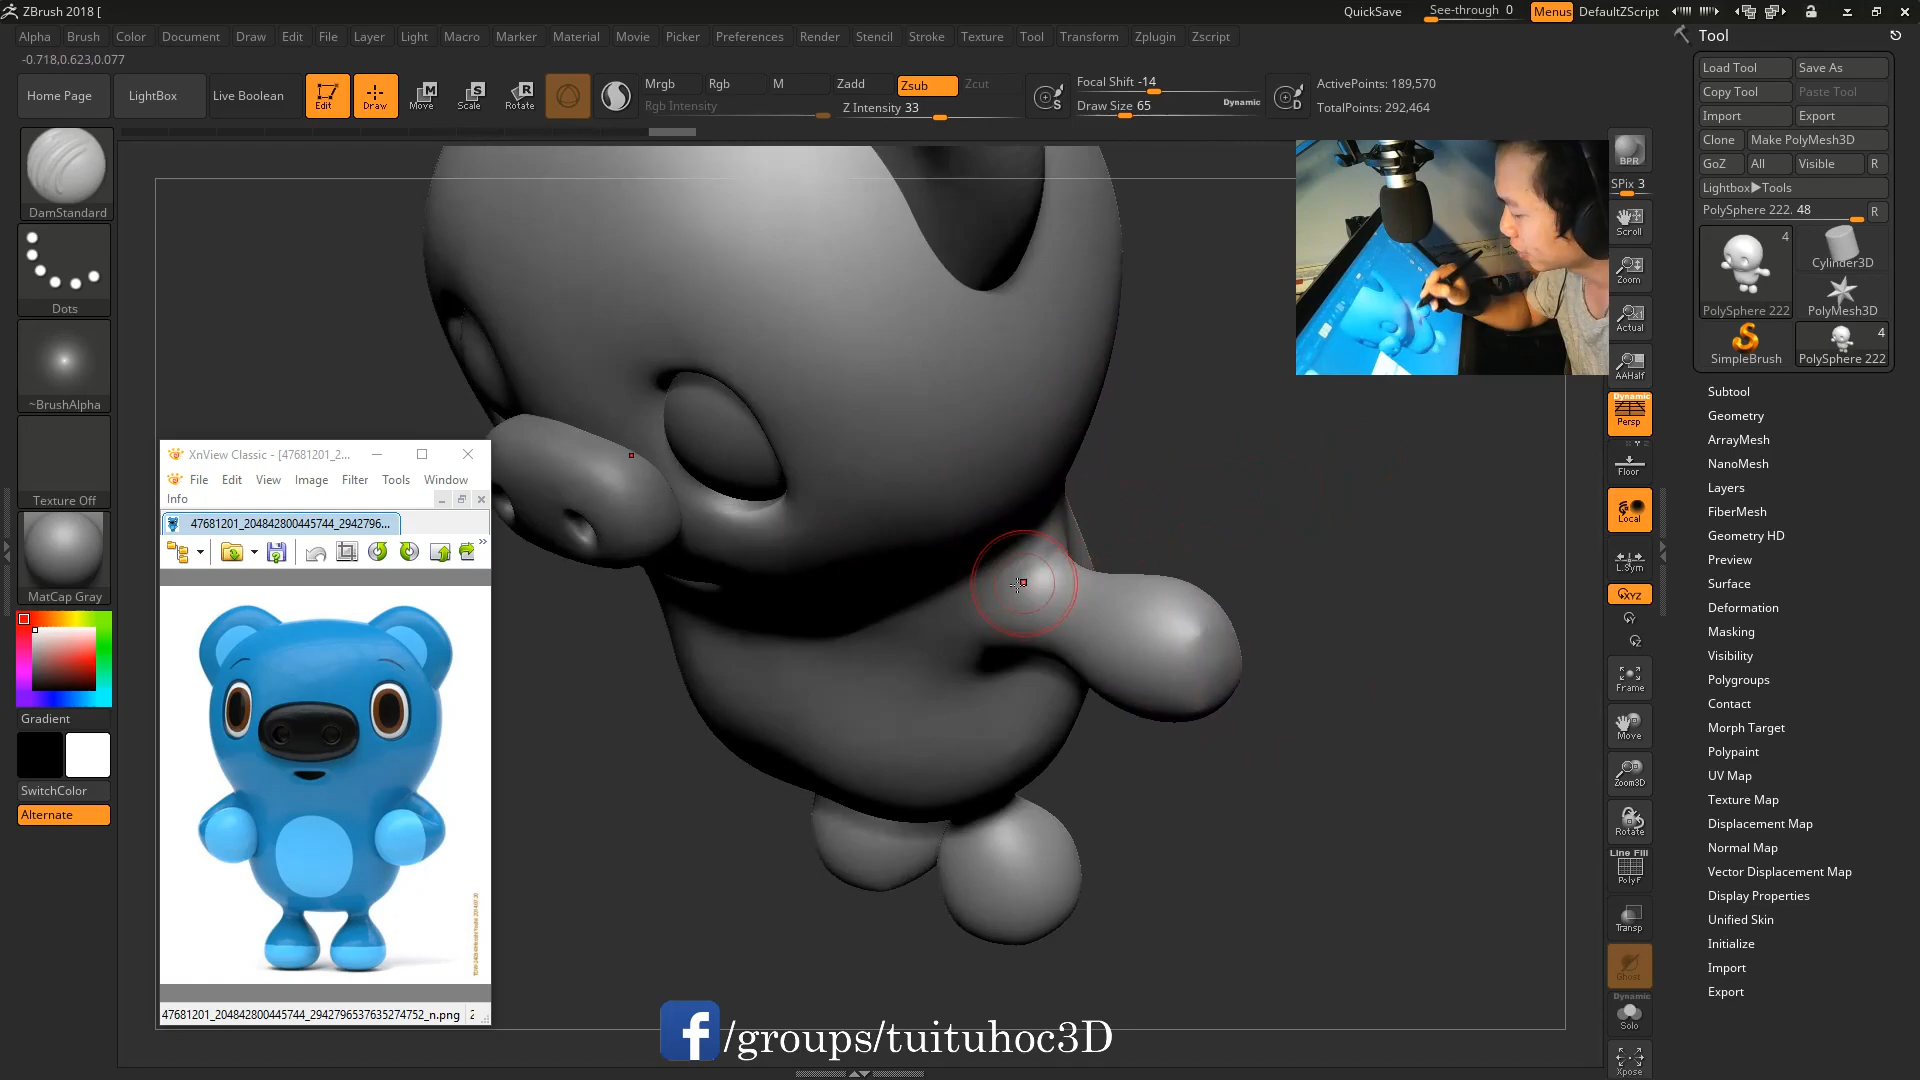 ZBrush 2018 [
QuickSave
See-through 0
Menus
DefaultZScript
Alpha Brush Color Document Draw Edit File Layer Light Macro Marker Material Movie Picker Preferences Render Stencil Stroke Texture Tool Transform Zplugin Zscript
-0.718,0.623,0.077
Home Page
LightBox
Live Boolean
Edit
Draw
Move
Scale
Rotate
Mrgb
Rgb
M
Rgb Intensity
Zadd
Zsub
Zcut
Z Intensity 33
S
Focal Shift -14
Draw Size 65
Dynamic
D
ActivePoints: 189,570
TotalPoints: 292,464
DamStandard
Dots
~BrushAlpha
Texture Off
MatCap Gray
Gradient
SwitchColor
Alternate
XnView Classic - [47681201_2...
File Edit View Image Filter Tools Window
Info
47681201_204842800445744_2942796...
47681201_204842800445744_2942796537635274752_n.png
2
f/groups/tuituhoc3D
BPR
SPix 3
Scroll
Zoom
Actual
AAHalf
Dynamic
Persp
Floor
Local
L.Sym
XYZ
Y
Z
Frame
Move
Zoom3D
Rotate
Line Fill
PolyF
Transp
Ghost
Dynamic
Solo
Xpose
Tool
Load Tool
Save As
Copy Tool
Paste Tool
Import
Export
Clone
Make PolyMesh3D
GoZ
All
Visible
R
Lightbox▶Tools
PolySphere 222. 48
R
4
PolySphere 222
Cylinder3D
PolyMesh3D
SimpleBrush
4
PolySphere 222
Subtool
Geometry
ArrayMesh
NanoMesh
Layers
FiberMesh
Geometry HD
Preview
Surface
Deformation
Masking
Visibility
Polygroups
Contact
Morph Target
Polypaint
UV Map
Texture Map
Displacement Map
Normal Map
Vector Displacement Map
Display Properties
Unified Skin
Initialize
Import
Export